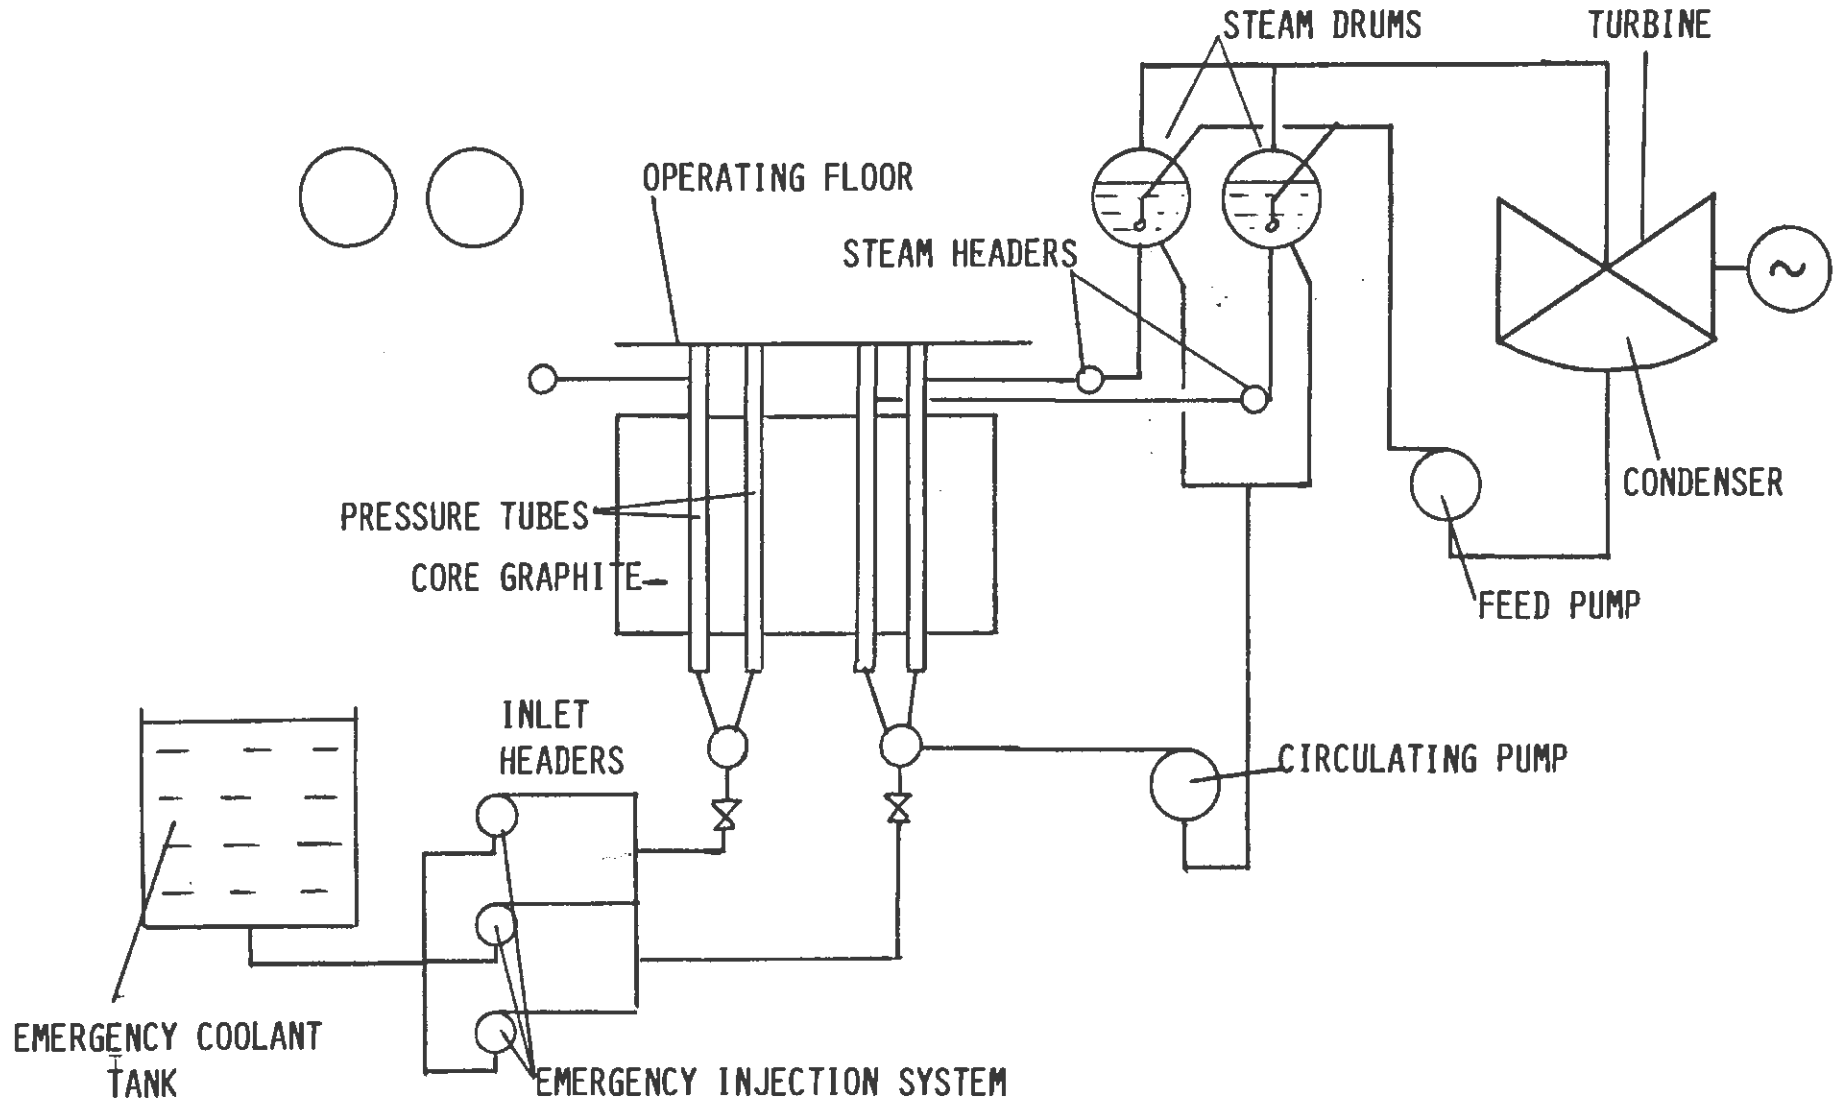 STEAM DRUMS
TURBINE
OPERATING FLOOR
STEAM HEADERS
PRESSURE TUBES
CORE GRAPHITE
CONDENSER
FEED PUMP
INLET
HEADERS
CIRCULATING PUMP
EMERGENCY COOLANT
TANK
EMERGENCY INJECTION SYSTEM
~